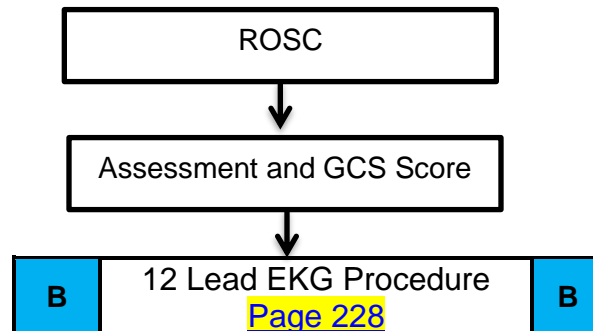 ROSC
Assessment and GCS Score
12 Lead EKG Procedure
B
B
Page 228